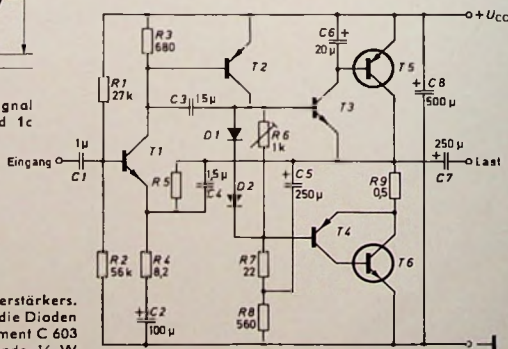 +UCC
R3
680
C6 +
20µ
T2
T5
gnal
d 1c
R1
27k
C3 15µ
T3
+ C8
500µ
1µ
D1
R6
1k
250µ
Eingang
T1
Last
C1
R5
1,5µ
C4
D2
+ C5
250µ
C7
R9
0,5
T4
R2
56k
R4
8,2
R7
22
T6
erstärkers.
die Dioden
ment C 603
+ C2
100µ
R8
560